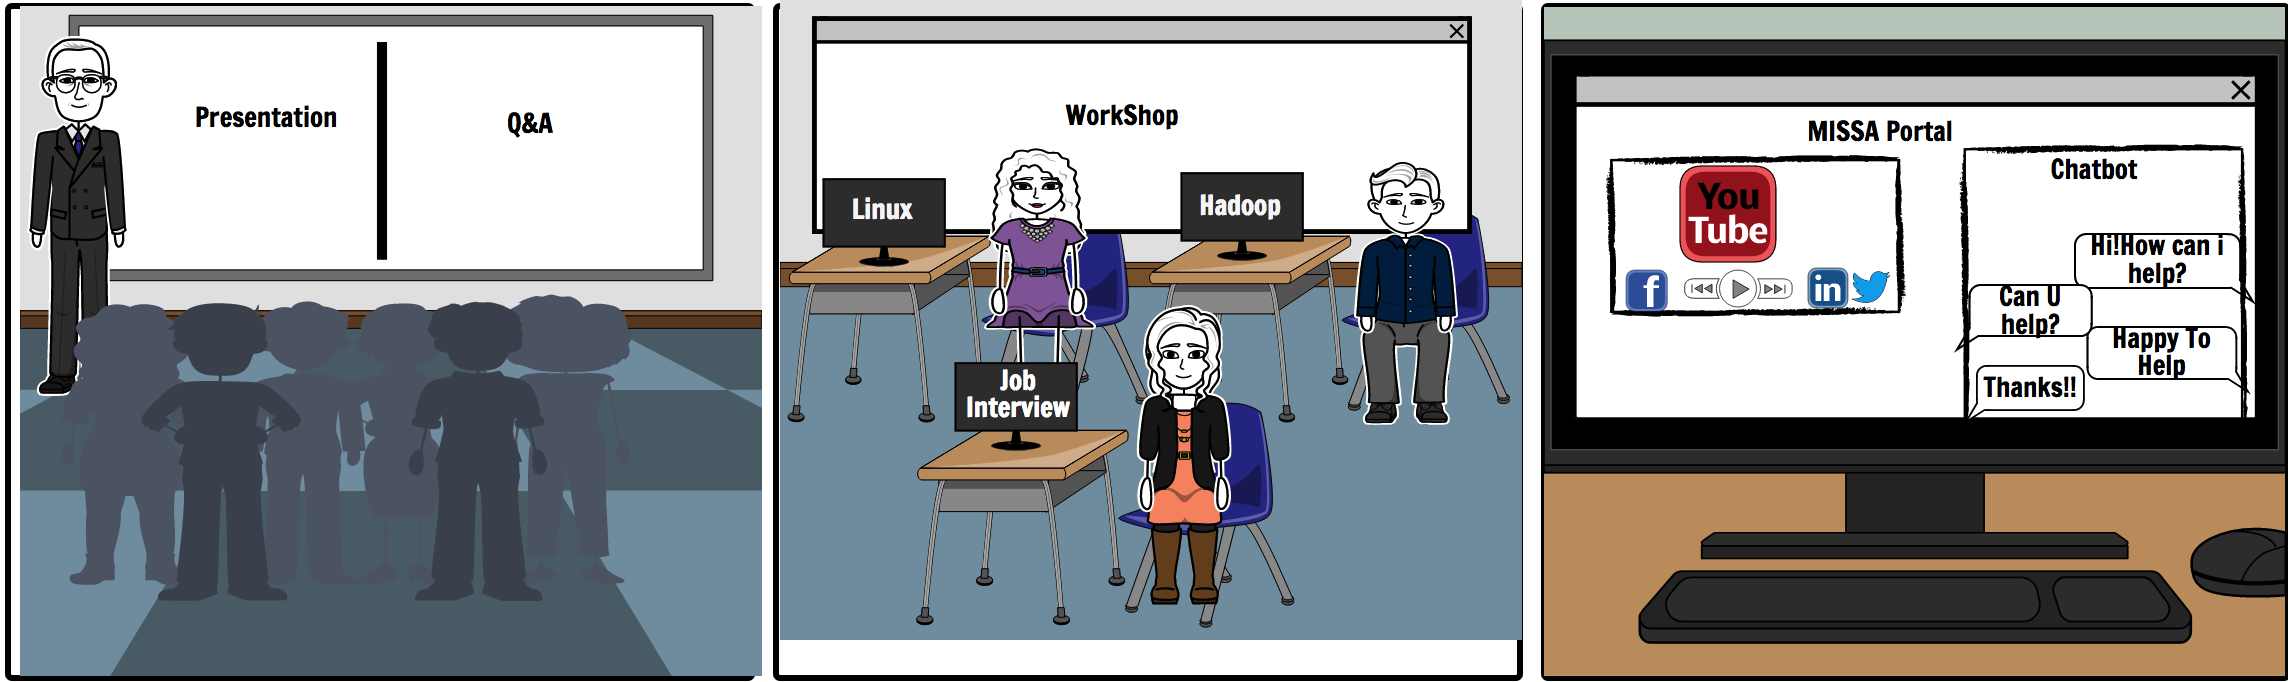 Presentation
Q&A
WorkShop
Linux
Hadoop
Job
Interview
MISSA Portal
You
Tube
f
in
Chatbot
Hi!How can i
help?
Can U
help?
Happy To
Help
Thanks!!